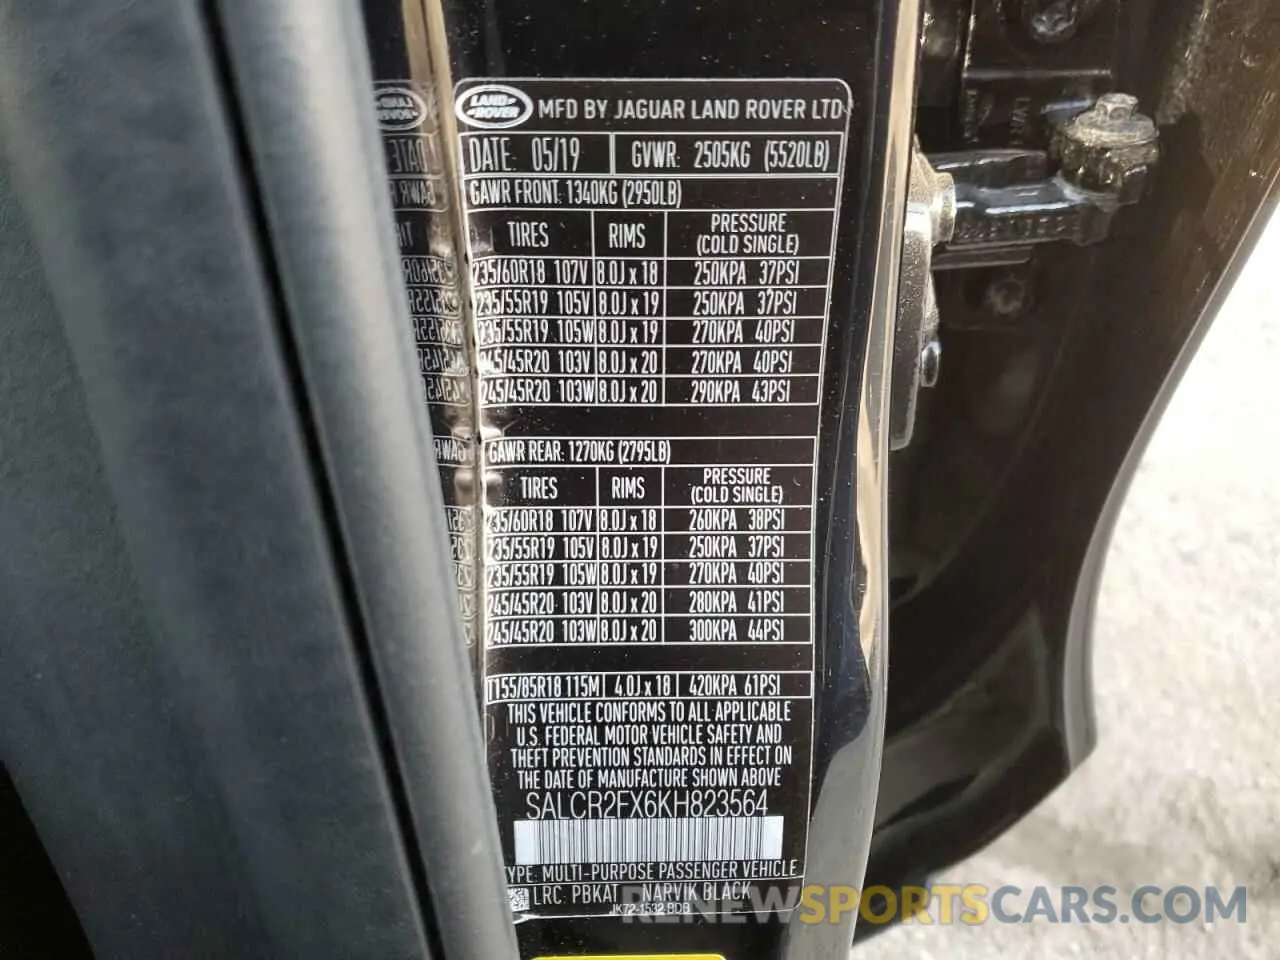 LAND ROVER MFD BY JAGUAR LAND ROVER LTD
DATE: 05/19 GVWR: 2505KG (5520LB)
GAWR FRONT: 1340KG (2950LB)
TIRES RIMS PRESSURE (COLD SINGLE)
235/60R18 107V 8.0J x 18 250KPA 37PSI
235/55R19 105V 8.0J x 19 250KPA 37PSI
235/55R19 105W 8.0J x 19 270KPA 40PSI
245/45R20 103V 8.0J x 20 270KPA 40PSI
245/45R20 103W 8.0J x 20 290KPA 43PSI
GAWR REAR: 1270KG (2795LB)
TIRES RIMS PRESSURE (COLD SINGLE)
235/60R18 107V 8.0J x 18 260KPA 38PSI
235/55R19 105V 8.0J x 19 250KPA 37PSI
235/55R19 105W 8.0J x 19 270KPA 40PSI
245/45R20 103V 8.0J x 20 280KPA 41PSI
245/45R20 103W 8.0J x 20 300KPA 44PSI
T155/85R18 115M 4.0J x 18 420KPA 61PSI
THIS VEHICLE CONFORMS TO ALL APPLICABLE
U.S. FEDERAL MOTOR VEHICLE SAFETY AND
THEFT PREVENTION STANDARDS IN EFFECT ON
THE DATE OF MANUFACTURE SHOWN ABOVE
SALCR2FX6KH823564
TYPE: MULTI-PURPOSE PASSENGER VEHICLE
LRC PBKAT NARVIK BLACK
JK72-1532 BDB
RENEWSPORTSCARS.COM